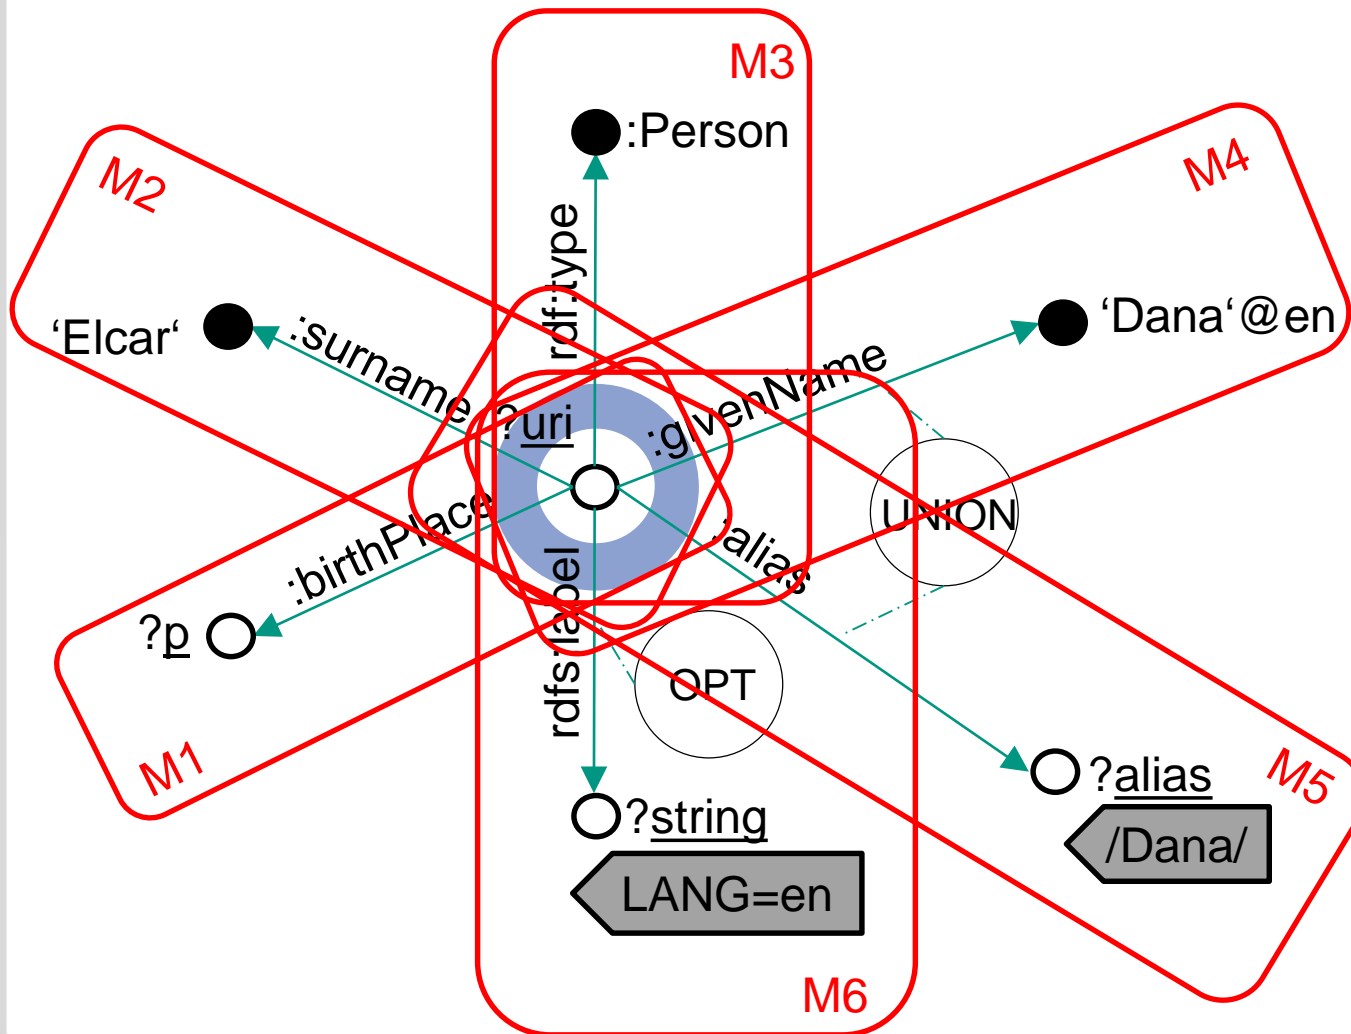 M3
:Person
M2
M4
rdf:type
'Elcar‘
:surname
‘Dana‘@en
:givenName
?uri
:birthPlace
:alias
UNION
?p
rdfs:label
OPT
M1
?string
?alias
M5
/Dana/
LANG=en
M6